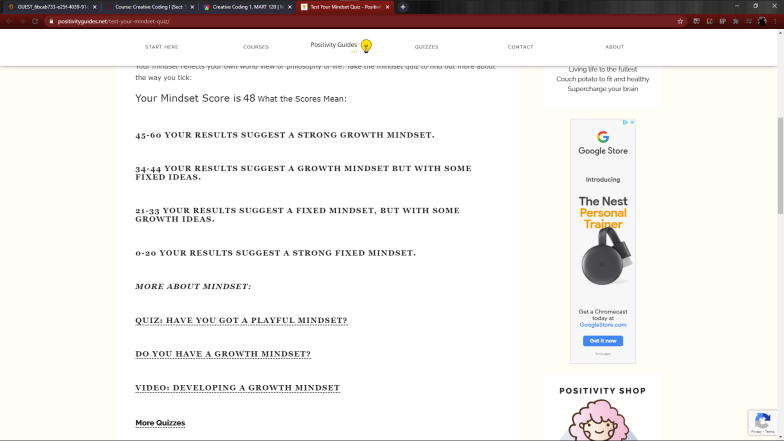 Course: Creative Coding I (Sect
Creative Coding 1, MART 120 |
Test Your Mindset Quiz - Positivi
positivityguides.net/test-your-mindset-quiz/
START HERE
COURSES
Positivity Guides
QUIZZES
CONTACT
ABOUT
Your mindset reflects your own world view or philosophy of life. Take the mindset quiz to find out more about
the way you tick:
Your Mindset Score is 48 What the Scores Mean:
45-60 YOUR RESULTS SUGGEST A STRONG GROWTH MINDSET.
34-44 YOUR RESULTS SUGGEST A GROWTH MINDSET BUT WITH SOME
FIXED IDEAS.
21-33 YOUR RESULTS SUGGEST A FIXED MINDSET, BUT WITH SOME
GROWTH IDEAS.
0-20 YOUR RESULTS SUGGEST A STRONG FIXED MINDSET.
MORE ABOUT MINDSET:
QUIZ: HAVE YOU GOT A PLAYFUL MINDSET?
DO YOU HAVE A GROWTH MINDSET?
VIDEO: DEVELOPING A GROWTH MINDSET
More Quizzes
Living life to the fullest
Couch potato to fit and healthy
Supercharge your brain
Google Store
Introducing
The Nest
Personal
Trainer
Get a Chromecast
today at
GoogleStore.com
Get it now
POSITIVITY SHOP
Privacy - Terms